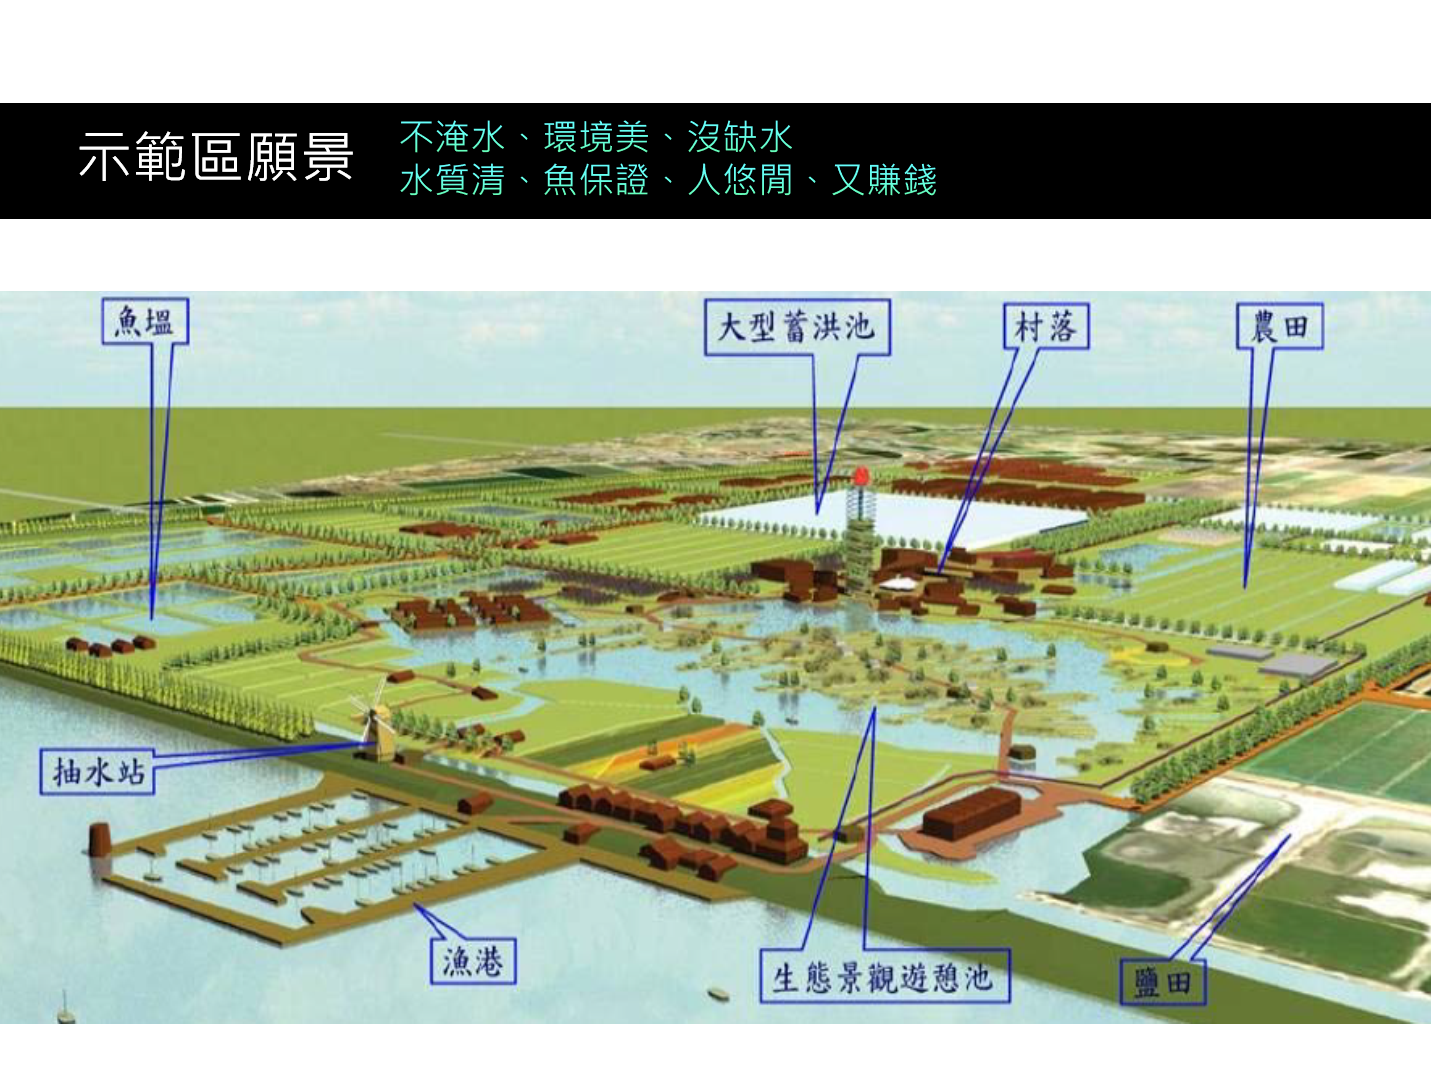 示範區願景
不淹水、環境美、沒缺水
水質清、魚保證、人悠閒、又賺錢
魚塭
大型蓄洪池
村落
農田
抽水站
漁港
生態景觀遊憩池
鹽田